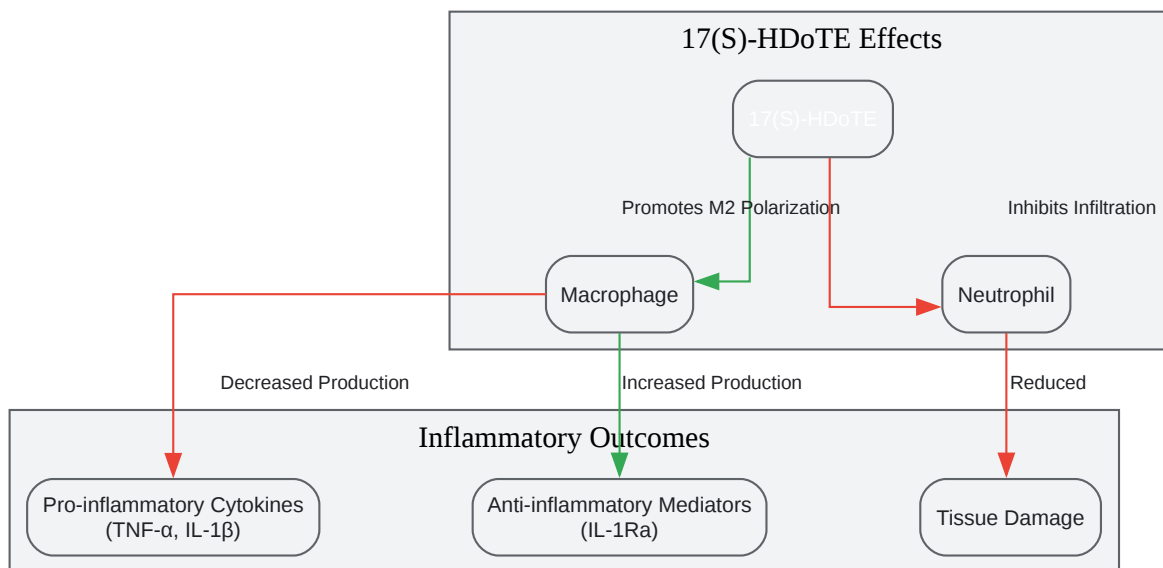 17(S)-HDoTE Effects
17(S)-HDoTE
Promotes M2 Polarization
Inhibits Infiltration
Macrophage
Neutrophil
Decreased Production
Increased Production
Reduced
Inflammatory Outcomes
Pro-inflammatory Cytokines
(TNF-α, IL-1β)
Anti-inflammatory Mediators
(IL-1Ra)
Tissue Damage